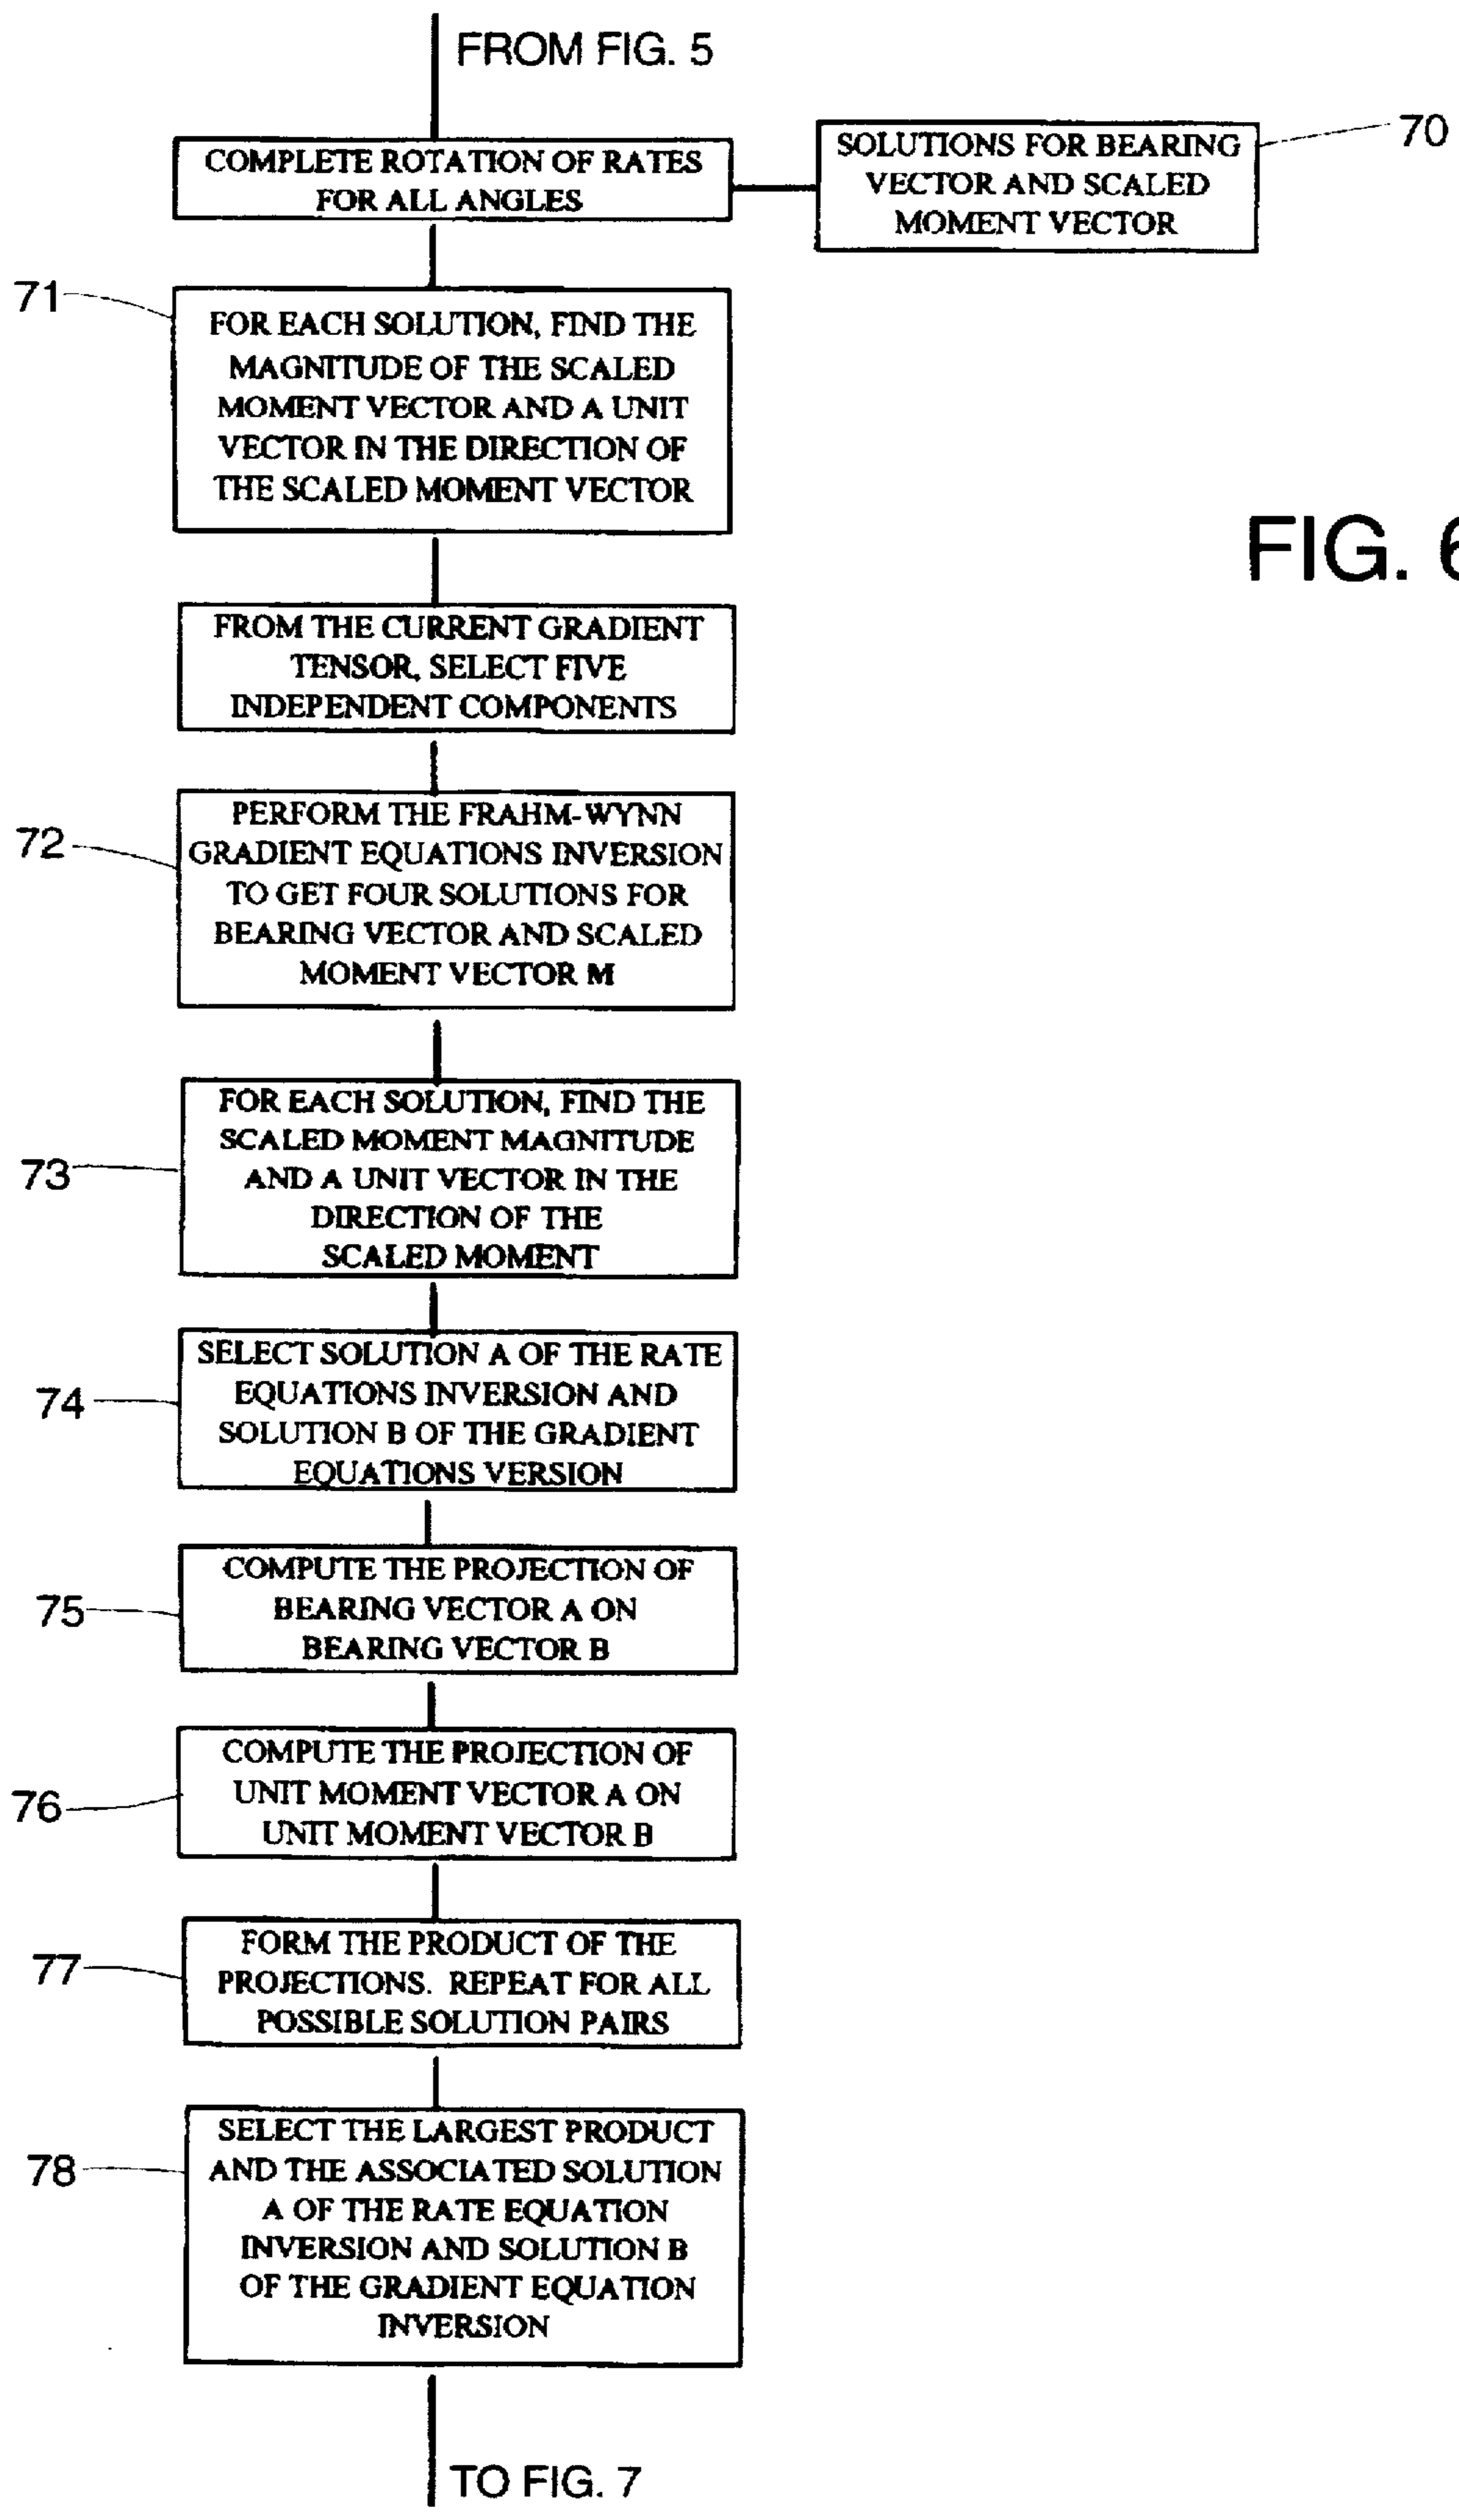 FROM FIG. 5
COMPLETE ROTATION OF RATES
FOR ALL ANGLES
SOLUTIONS FOR BEARING
VECTOR AND SCALED
MOMENT VECTOR
70
71
FOR EACH SOLUTION, FIND THE
MAGNITUDE OF THE SCALED
MOMENT VECTOR AND A UNIT
VECTOR IN THE DIRECTION OF
THE SCALED MOMENT VECTOR
FIG. 6
FROM THE CURRENT GRADIENT
TENSOR, SELECT FIVE
INDEPENDENT COMPONENTS
72
PERFORM THE FRAHM-WYNN
GRADIENT EQUATIONS INVERSION
TO GET FOUR SOLUTIONS FOR
BEARING VECTOR AND SCALED
MOMENT VECTOR M
73
FOR EACH SOLUTION, FIND THE
SCALED MOMENT MAGNITUDE
AND A UNIT VECTOR IN THE
DIRECTION OF THE
SCALED MOMENT
74
SELECT SOLUTION A OF THE RATE
EQUATIONS INVERSION AND
SOLUTION B OF THE GRADIENT
EQUATIONS VERSION
75
COMPUTE THE PROJECTION OF
BEARING VECTOR A ON
BEARING VECTOR B
76
COMPUTE THE PROJECTION OF
UNIT MOMENT VECTOR A ON
UNIT MOMENT VECTOR B
77
FORM THE PRODUCT OF THE
PROJECTIONS. REPEAT FOR ALL
POSSIBLE SOLUTION PAIRS
78
SELECT THE LARGEST PRODUCT
AND THE ASSOCIATED SOLUTION
A OF THE RATE EQUATION
INVERSION AND SOLUTION B
OF THE GRADIENT EQUATION
INVERSION
TO FIG. 7